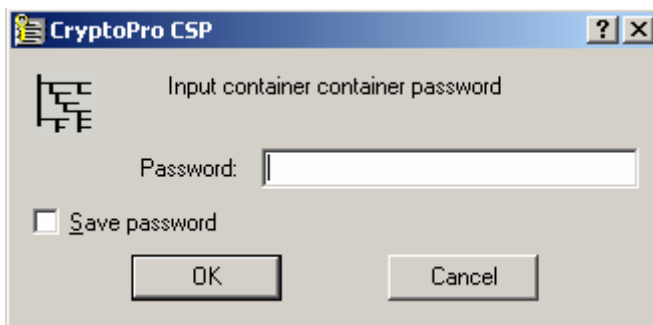 CryptoPro CSP
Input container container password
Password:
Save password
OK Cancel